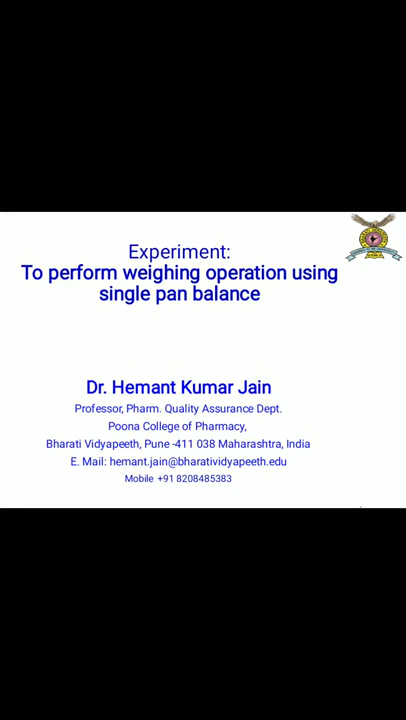 Experiment:
To perform weighing operation using
single pan balance
Dr. Hemant Kumar Jain
Professor, Pharm. Quality Assurance Dept.
Poona College of Pharmacy,
Bharati Vidyapeeth, Pune -411 038 Maharashtra, India
E. Mail: hemant.jain@bharatividyapeeth.edu
Mobile +91 8208485383